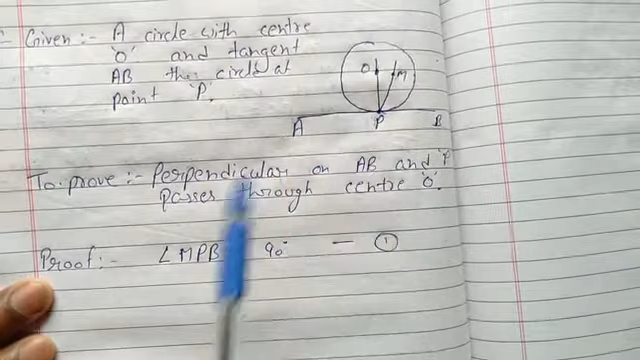 Given :- A circle with centre
'O' and tangent
AB the circle at
point 'P'.
O M
A P B
To prove :- Perpendicular on AB and 'P'
passes through centre 'O'.
Proof :- ∠MPB 90° — ①